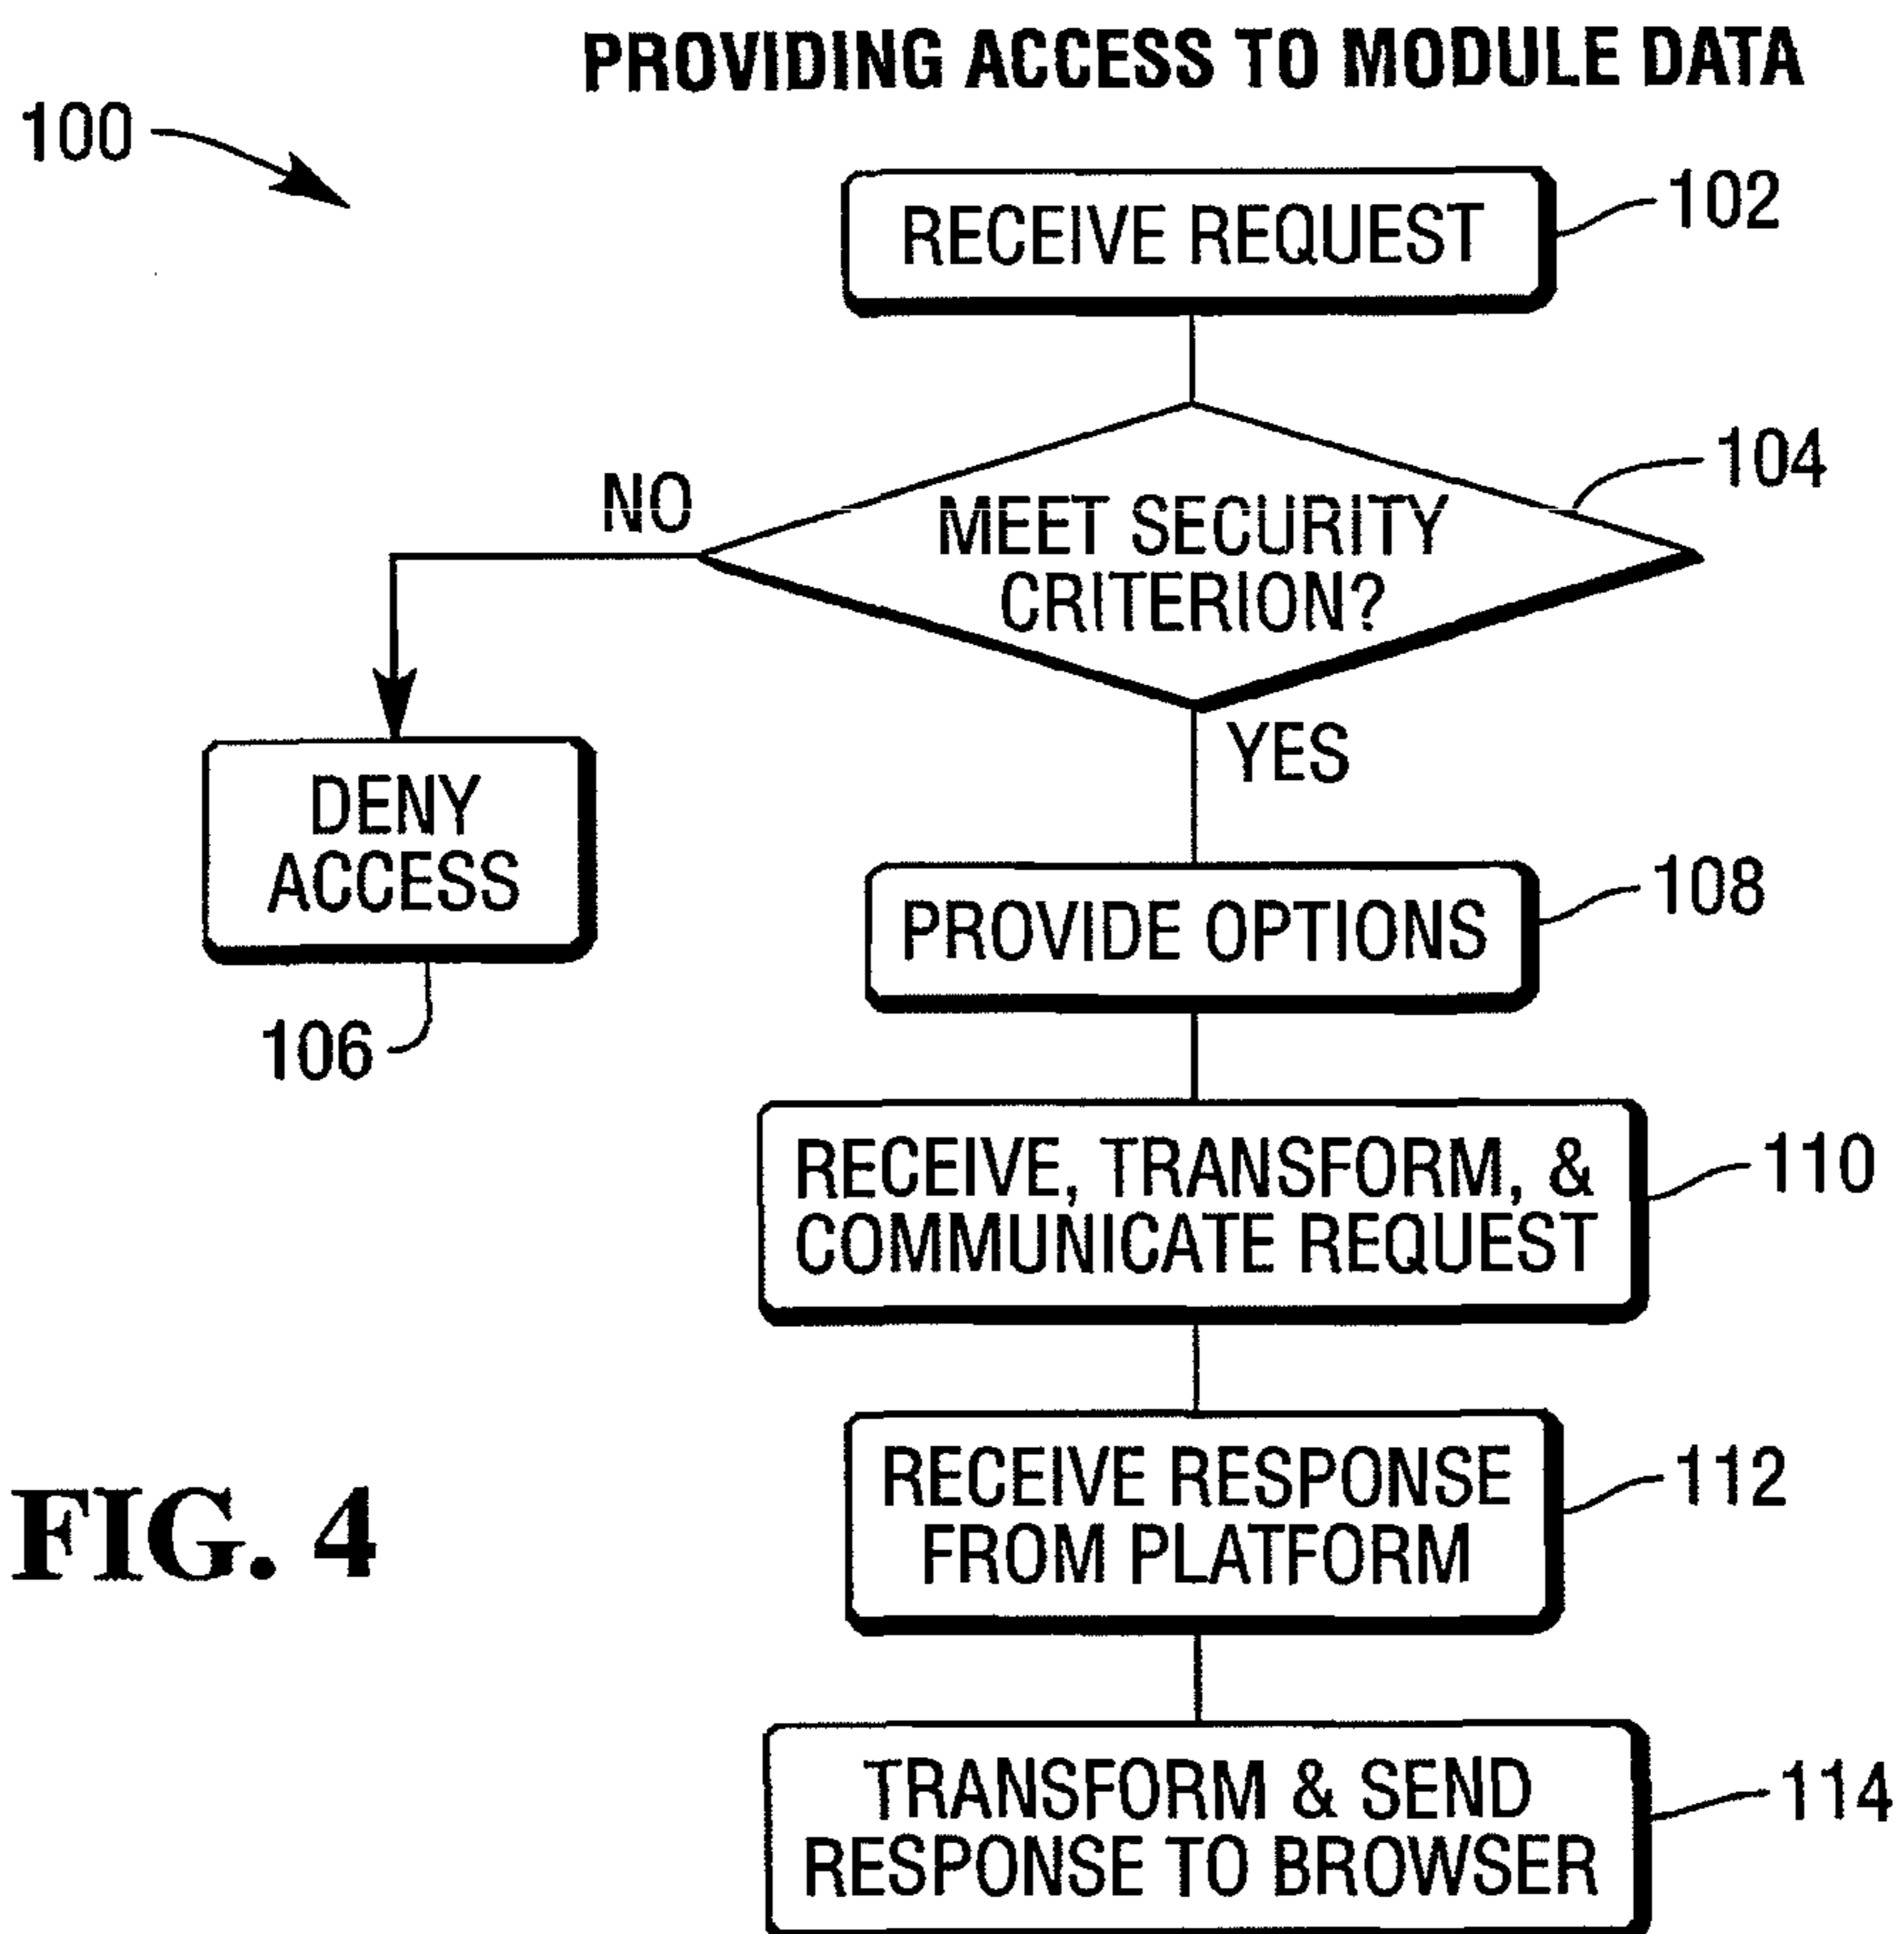 PROVIDING ACCESS TO MODULE DATA
100
RECEIVE REQUEST
102
MEET SECURITY
CRITERION?
104
NO
YES
DENY
ACCESS
106
PROVIDE OPTIONS
108
RECEIVE, TRANSFORM, &
COMMUNICATE REQUEST
110
RECEIVE RESPONSE
FROM PLATFORM
112
TRANSFORM & SEND
RESPONSE TO BROWSER
114
FIG. 4